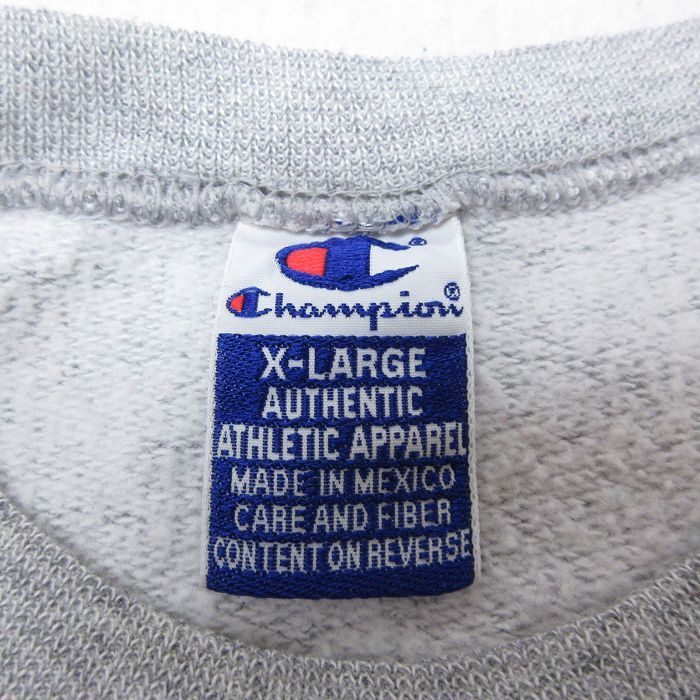 Champion®
X-LARGE
AUTHENTIC
ATHLETIC APPAREL
MADE IN MEXICO
CARE AND FIBER
CONTENT ON REVERSE